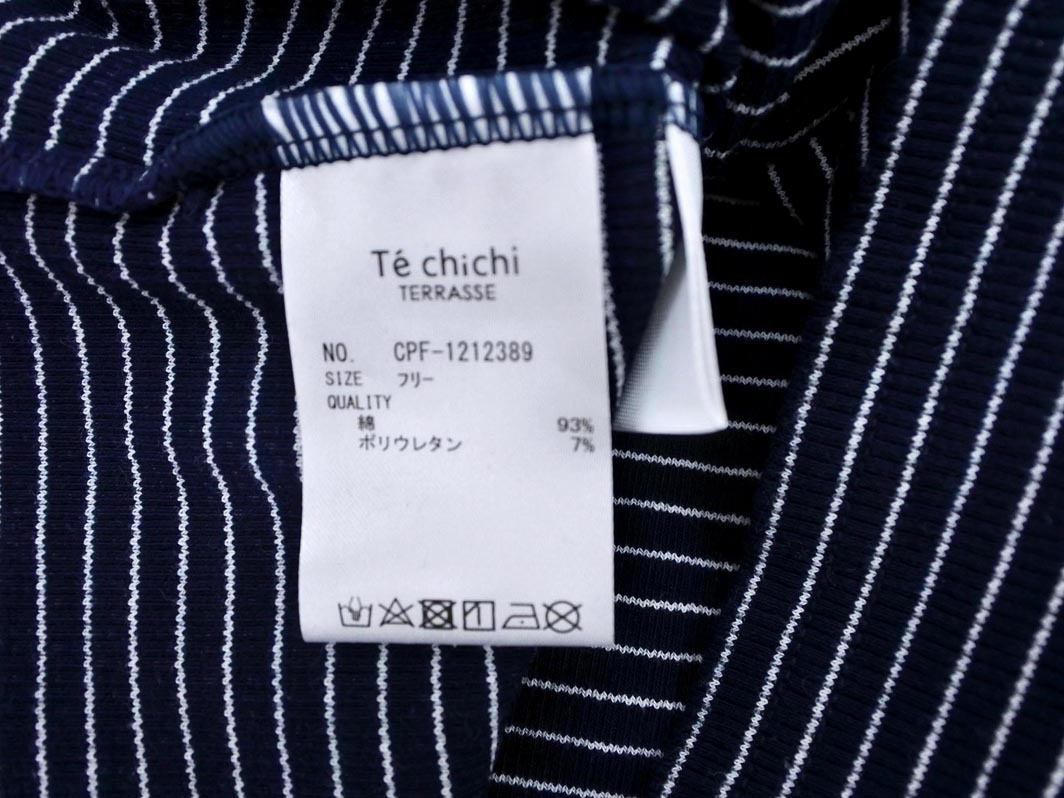 Té chichi
TERRASSE
NO. CPF-1212389
SIZE フリー
QUALITY
綿 93%
ポリウレタン 7%